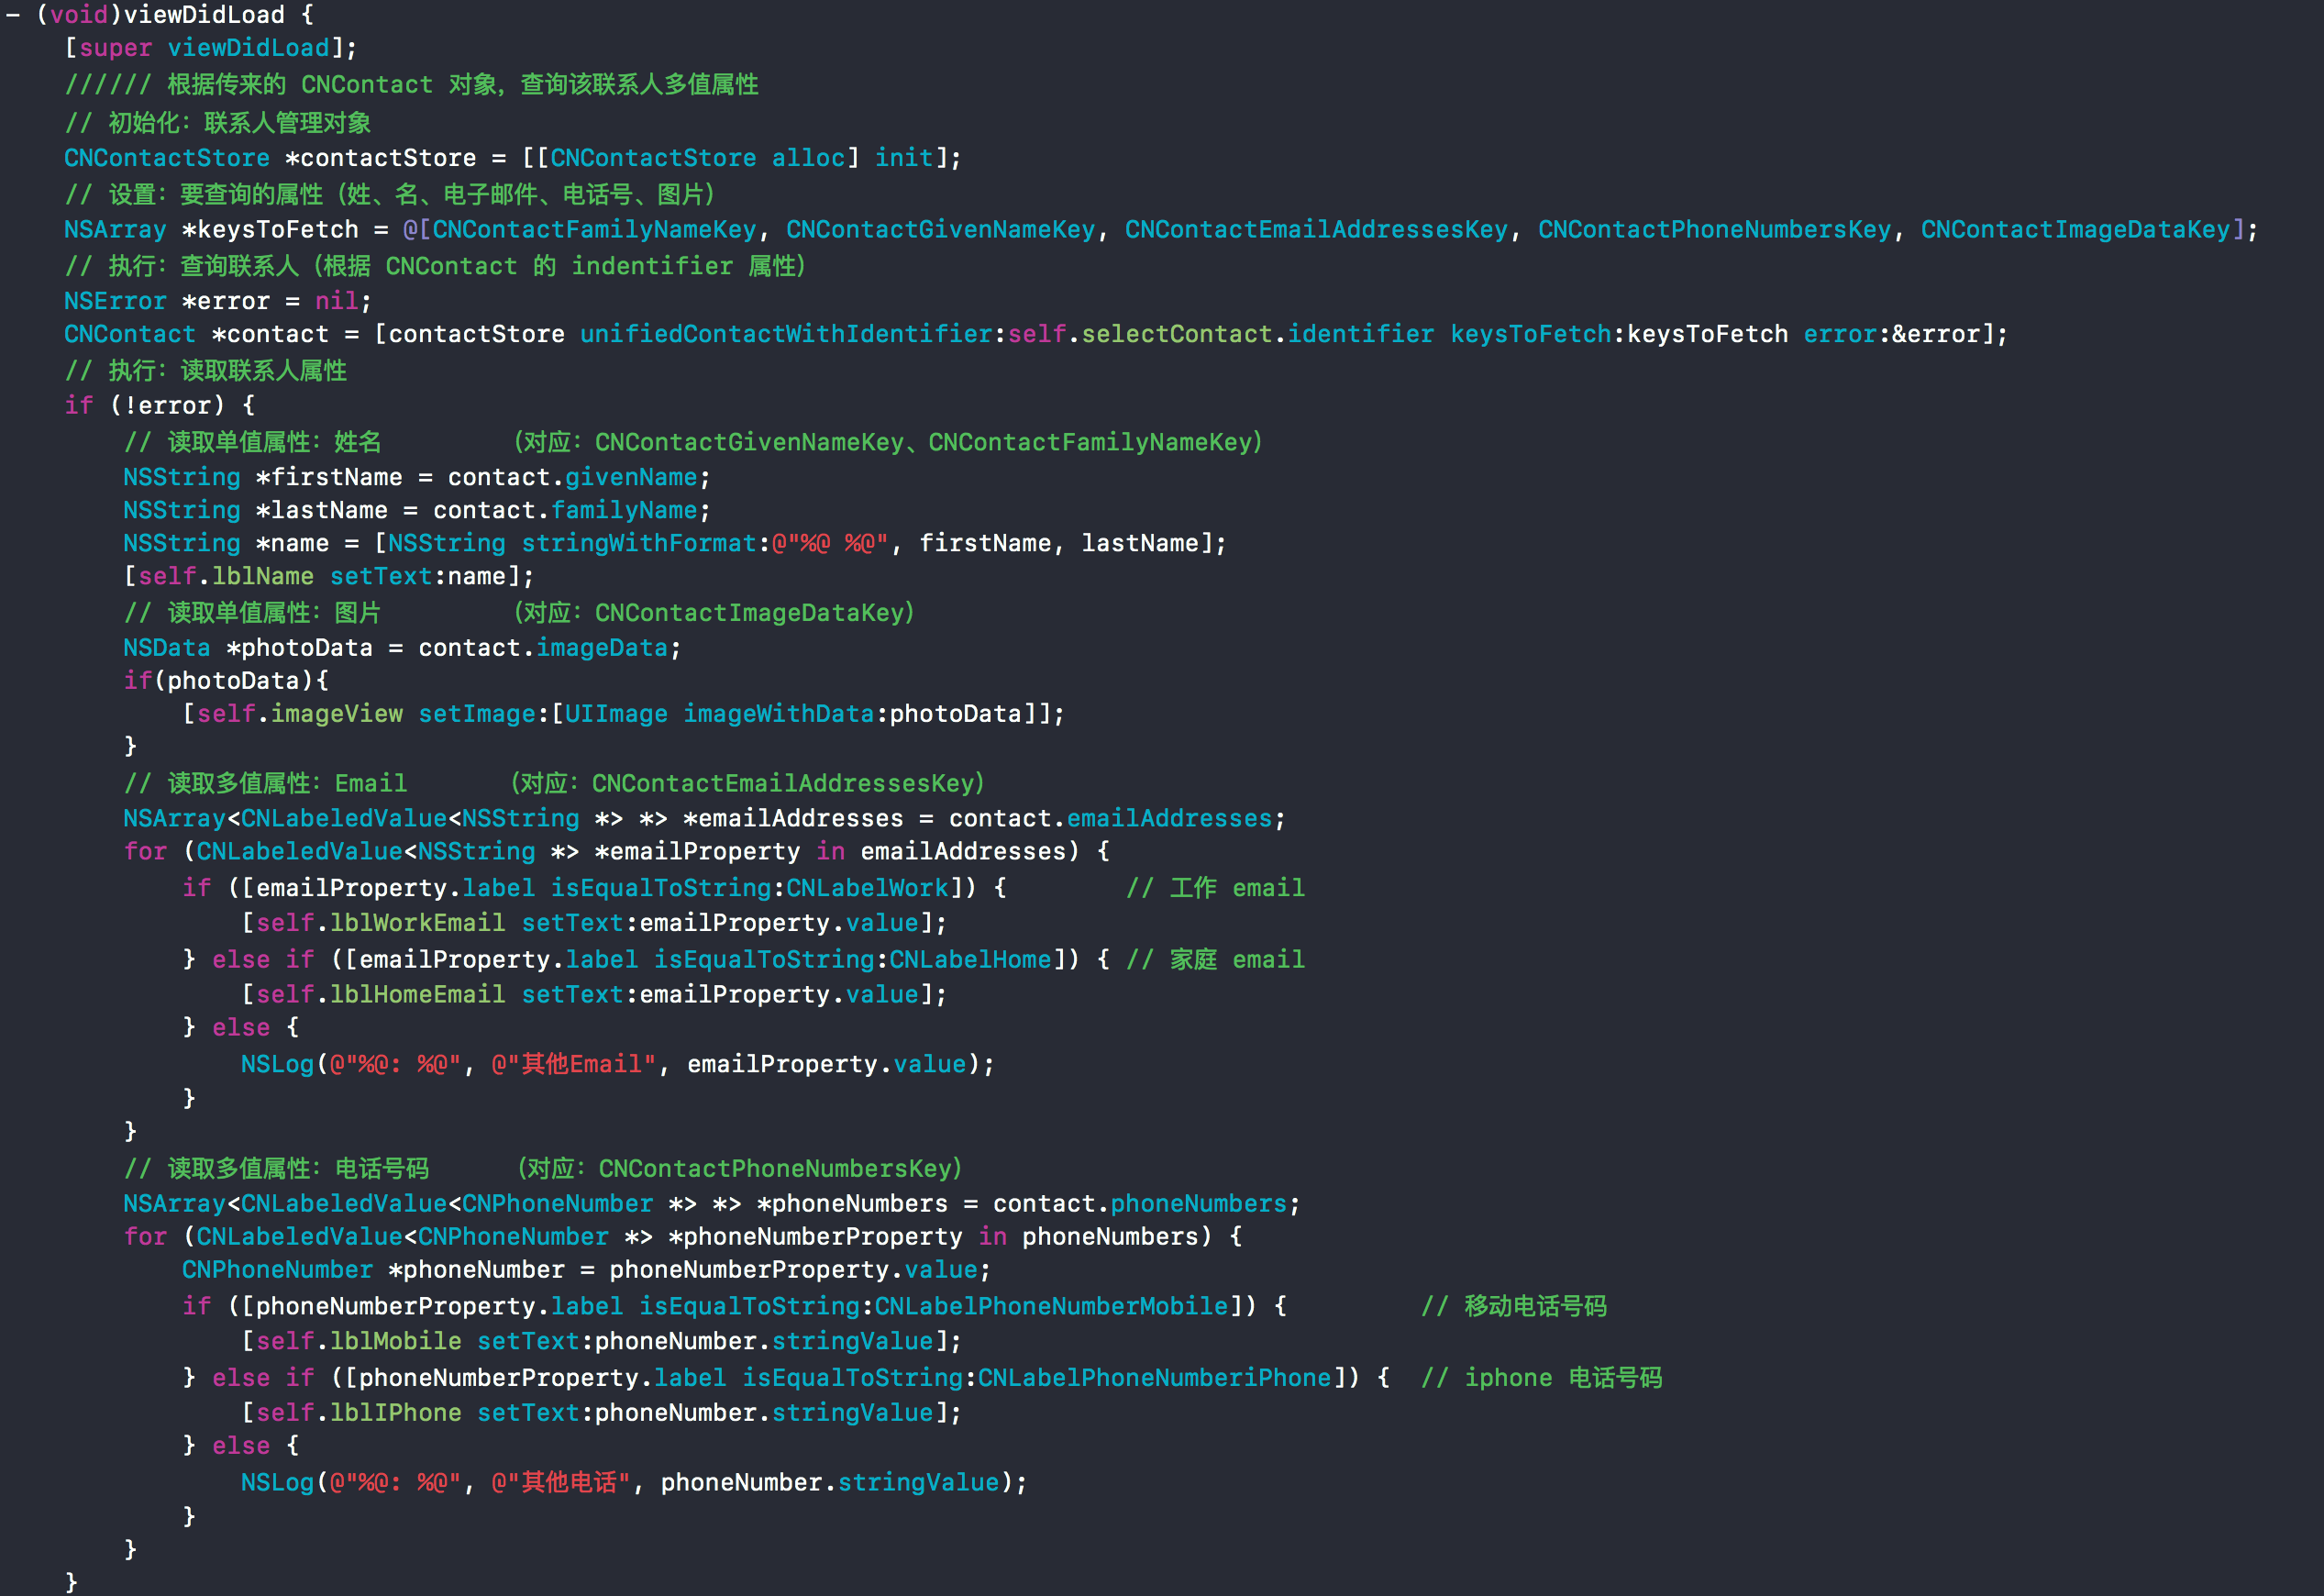 - (void)viewDidLoad {
    [super viewDidLoad];
    ////// 根据传来的 CNContact 对象，查询该联系人多值属性
    // 初始化：联系人管理对象
    CNContactStore *contactStore = [[CNContactStore alloc] init];
    // 设置：要查询的属性（姓、名、电子邮件、电话号、图片）
    NSArray *keysToFetch = @[CNContactFamilyNameKey, CNContactGivenNameKey, CNContactEmailAddressesKey, CNContactPhoneNumbersKey, CNContactImageDataKey];
    // 执行：查询联系人（根据 CNContact 的 indentifier 属性）
    NSError *error = nil;
    CNContact *contact = [contactStore unifiedContactWithIdentifier:self.selectContact.identifier keysToFetch:keysToFetch error:&error];
    // 执行：读取联系人属性
    if (!error) {
        // 读取单值属性：姓名        （对应：CNContactGivenNameKey、CNContactFamilyNameKey）
        NSString *firstName = contact.givenName;
        NSString *lastName = contact.familyName;
        NSString *name = [NSString stringWithFormat:@"%@ %@", firstName, lastName];
        [self.lblName setText:name];
        // 读取单值属性：图片        （对应：CNContactImageDataKey）
        NSData *photoData = contact.imageData;
        if(photoData){
            [self.imageView setImage:[UIImage imageWithData:photoData]];
        }
        // 读取多值属性：Email      （对应：CNContactEmailAddressesKey）
        NSArray<CNLabeledValue<NSString *> *> *emailAddresses = contact.emailAddresses;
        for (CNLabeledValue<NSString *> *emailProperty in emailAddresses) {
            if ([emailProperty.label isEqualToString:CNLabelWork]) {        // 工作 email
                [self.lblWorkEmail setText:emailProperty.value];
            } else if ([emailProperty.label isEqualToString:CNLabelHome]) { // 家庭 email
                [self.lblHomeEmail setText:emailProperty.value];
            } else {
                NSLog(@"%@: %@", @"其他Email", emailProperty.value);
            }
        }
        // 读取多值属性：电话号码      （对应：CNContactPhoneNumbersKey）
        NSArray<CNLabeledValue<CNPhoneNumber *> *> *phoneNumbers = contact.phoneNumbers;
        for (CNLabeledValue<CNPhoneNumber *> *phoneNumberProperty in phoneNumbers) {
            CNPhoneNumber *phoneNumber = phoneNumberProperty.value;
            if ([phoneNumberProperty.label isEqualToString:CNLabelPhoneNumberMobile]) {         // 移动电话号码
                [self.lblMobile setText:phoneNumber.stringValue];
            } else if ([phoneNumberProperty.label isEqualToString:CNLabelPhoneNumberiPhone]) {  // iphone 电话号码
                [self.lblIPhone setText:phoneNumber.stringValue];
            } else {
                NSLog(@"%@: %@", @"其他电话", phoneNumber.stringValue);
            }
        }
    }